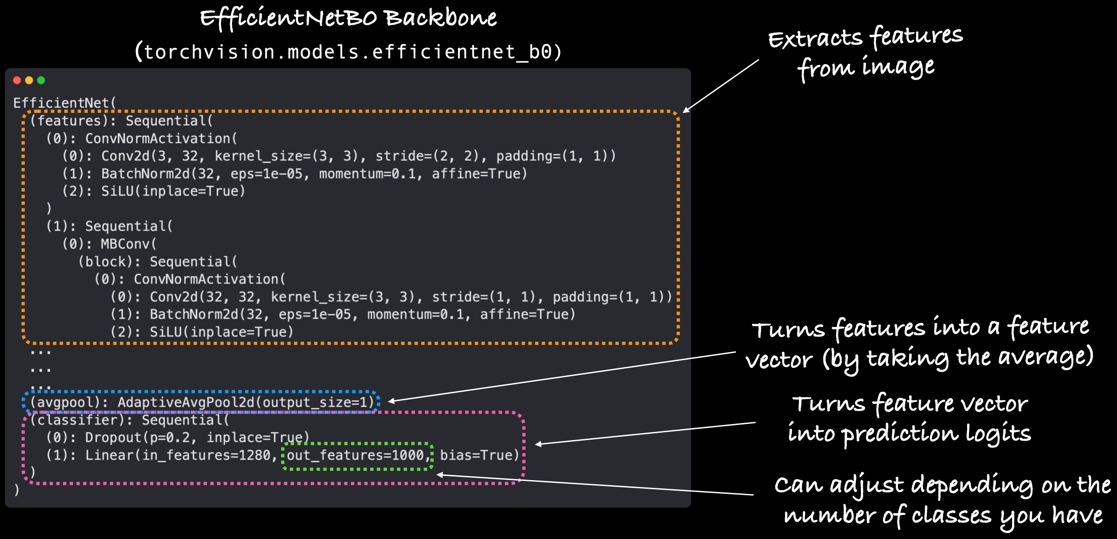 EfficientNetB0 Backbone
(torchvision.models.efficientnet_b0)
Extracts features
from image
EfficientNet(
(features): Sequential(
(0): ConvNormActivation(
(0): Conv2d(3, 32, kernel_size=(3, 3), stride=(2, 2), padding=(1, 1))
(1): BatchNorm2d(32, eps=1e-05, momentum=0.1, affine=True)
(2): SiLU(inplace=True)
)
(1): Sequential(
(0): MBConv(
(block): Sequential(
(0): ConvNormActivation(
(0): Conv2d(32, 32, kernel_size=(3, 3), stride=(1, 1), padding=(1, 1))
(1): BatchNorm2d(32, eps=1e-05, momentum=0.1, affine=True)
(2): SiLU(inplace=True)
...
...
...
Turns features into a feature
vector (by taking the average)
(avgpool): AdaptiveAvgPool2d(output_size=1)
(classifier): Sequential(
(0): Dropout(p=0.2, inplace=True)
(1): Linear(in_features=1280, out_features=1000, bias=True)
)
)
Turns feature vector
into prediction logits
Can adjust depending on the
number of classes you have